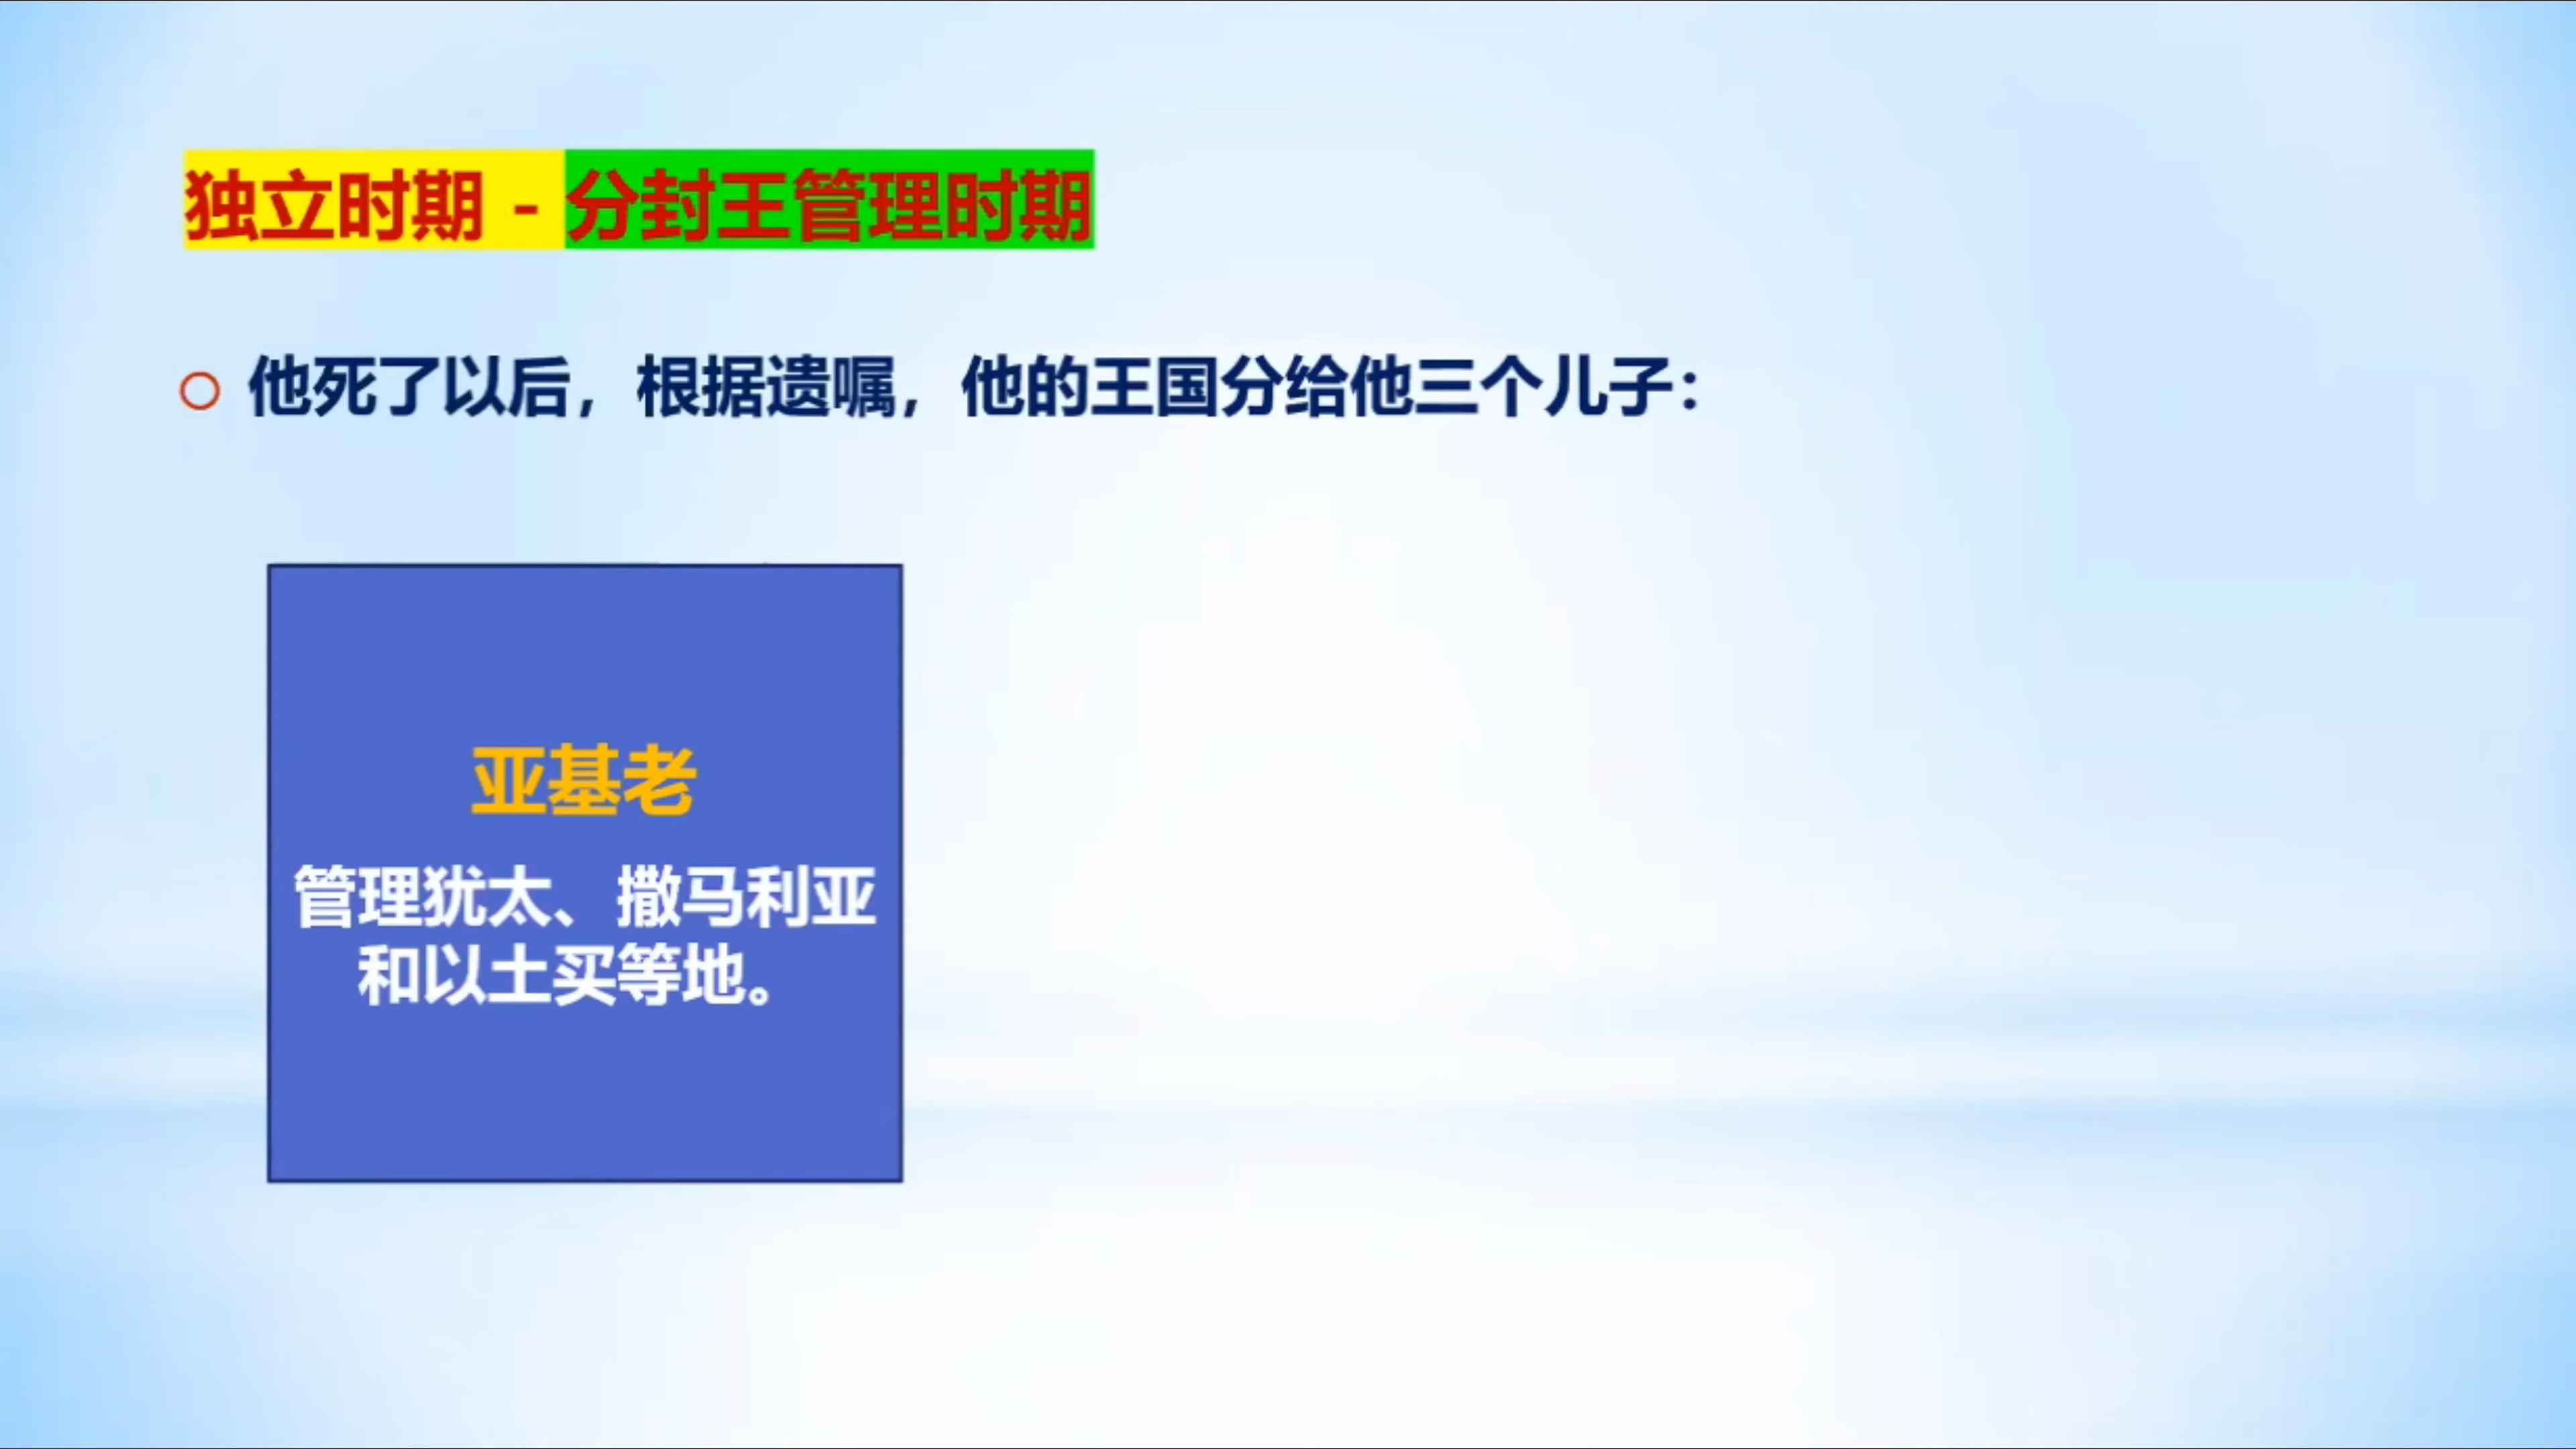 独立时期 - 分封王管理时期
他死了以后，根据遗嘱，他的王国分给他三个儿子：
亚基老
管理犹太、撒马利亚
和以土买等地。